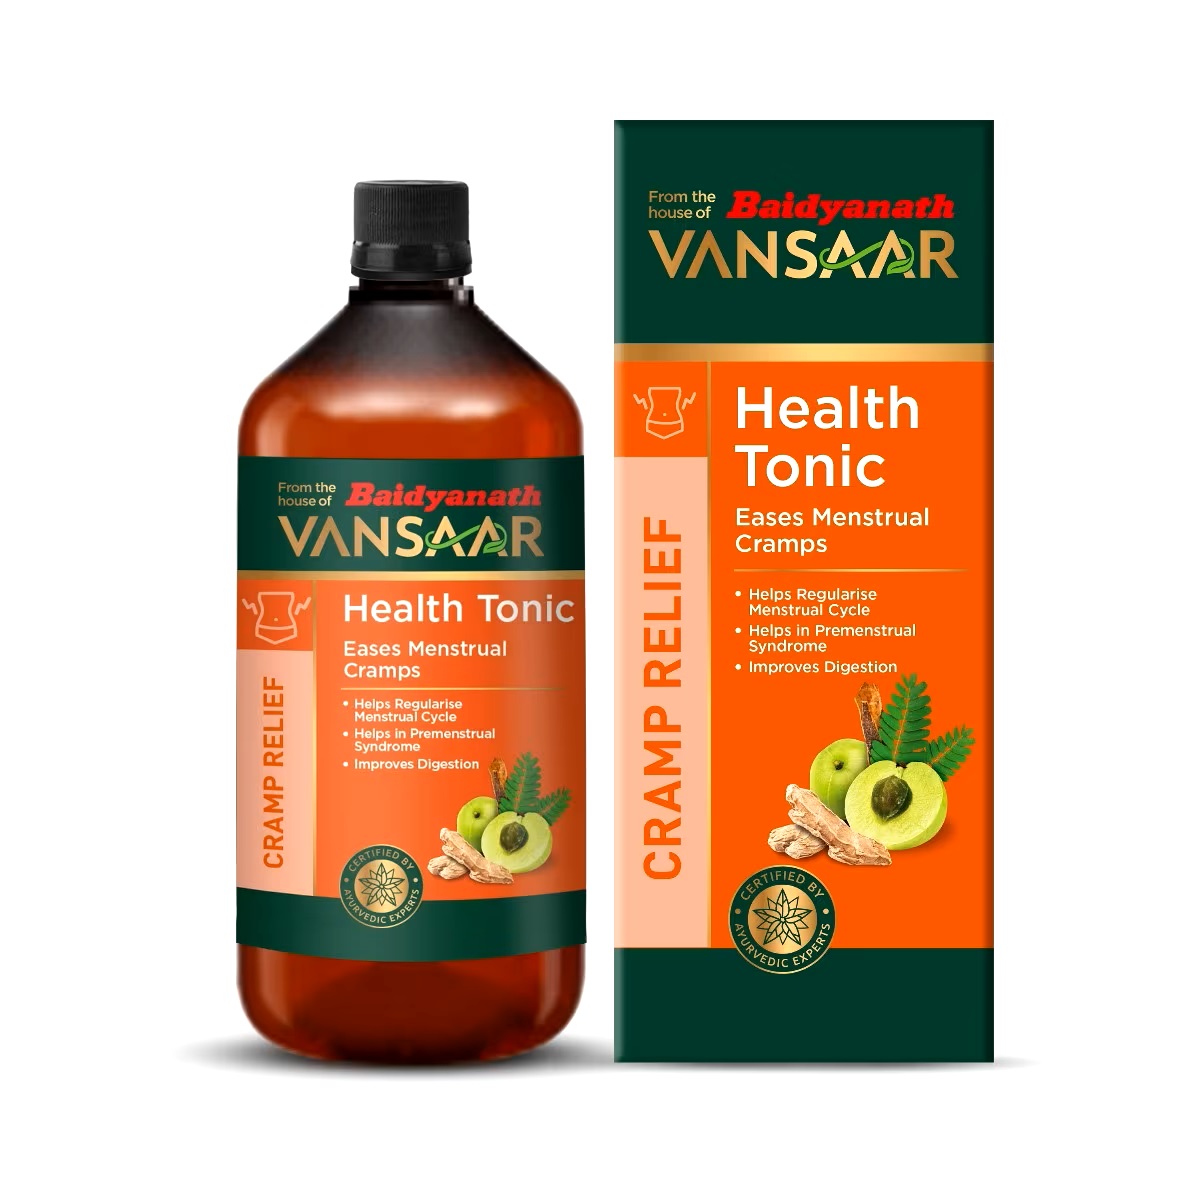 From the
house of Baidyanath
VANSAAR
Health Tonic
Eases Menstrual
Cramps
• Helps Regularise
Menstrual Cycle
• Helps in Premenstrual
Syndrome
• Improves Digestion
CRAMP RELIEF
CERTIFIED BY
AYURVEDIC EXPERTS
From the
house of Baidyanath
VANSAAR
Health
Tonic
Eases Menstrual
Cramps
• Helps Regularise
Menstrual Cycle
• Helps in Premenstrual
Syndrome
• Improves Digestion
CRAMP RELIEF
CERTIFIED BY
AYURVEDIC EXPERTS